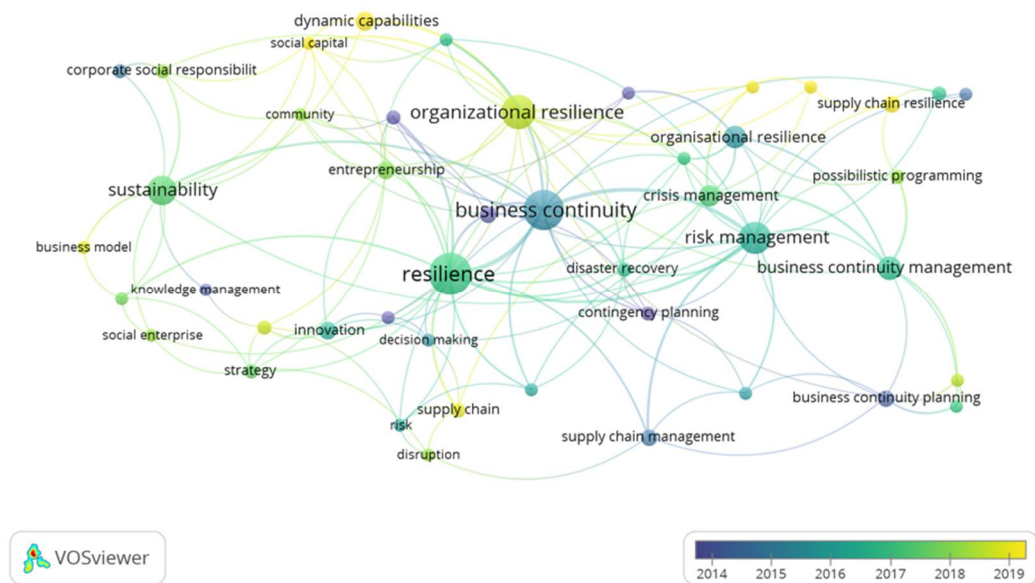 dynamic capabilities
social capital
corporate social responsibilit
community
organizational resilience
supply chain resilience
organisational resilience
entrepreneurship
possibilistic programming
sustainability
crisis management
business continuity
risk management
business model
resilience
disaster recovery
business continuity management
knowledge management
contingency planning
social enterprise
innovation
decision making
strategy
business continuity planning
supply chain
risk
supply chain management
disruption
VOSviewer
2014 2015 2016 2017 2018 2019